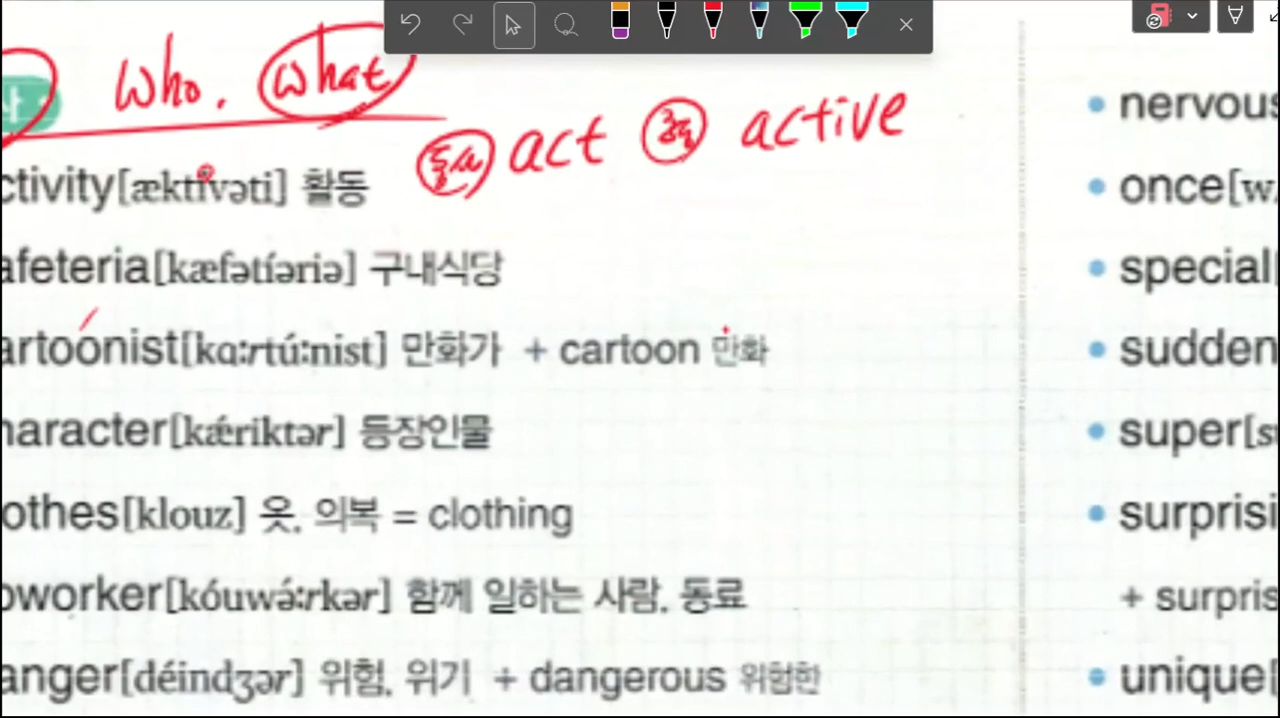 사
who. what
동사 act 형 active
ctivity[æktívəti] 활동
afeteria[kæfətíəriə] 구내식당
artoonist[kɑːrtúːnist] 만화가 + cartoon 만화
haracter[kǽriktər] 등장인물
othes[klouz] 옷, 의복 = clothing
oworker[kóuwə́ːrkər] 함께 일하는 사람, 동료
anger[déindʒər] 위험, 위기 + dangerous 위험한
nervous
once[w
special
sudden
super[s
surprisi
+ surpris
unique[